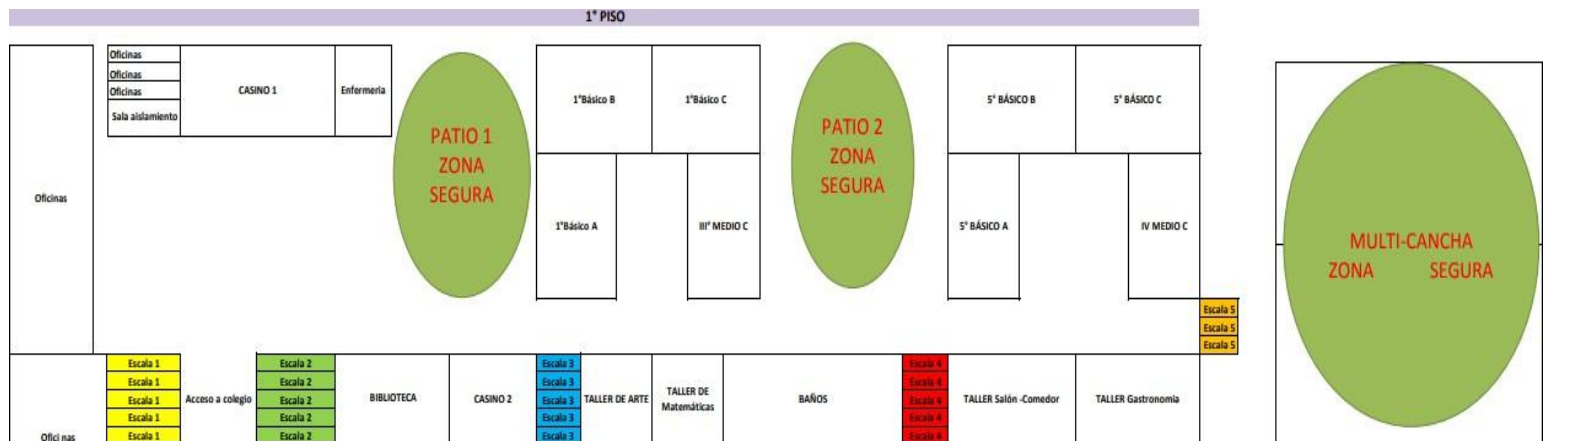 1° PISO
Oficinas
Oficinas
Oficinas
Sala aislamiento
CASINO 1
Enfermeria
PATIO 1
ZONA
SEGURA
1°Básico B
1°Básico C
PATIO 2
ZONA
SEGURA
5° BÁSICO B
5° BÁSICO C
Oficinas
1°Básico A
III° MEDIO C
5° BÁSICO A
IV MEDIO C
MULTI-CANCHA
ZONA SEGURA
Escala 5
Escala 5
Escala 5
Escala 1
Escala 1
Escala 1
Escala 1
Escala 1
Acceso a colegio
Escala 2
Escala 2
Escala 2
Escala 2
Escala 2
BIBLIOTECA
CASINO 2
Escala 3
Escala 3
Escala 3
Escala 3
Escala 3
TALLER DE ARTE
TALLER DE
Matemáticas
BAÑOS
Escala 4
Escala 4
Escala 4
Escala 4
Escala 4
TALLER Salón -Comedor
TALLER Gastronomia
Ofici nas